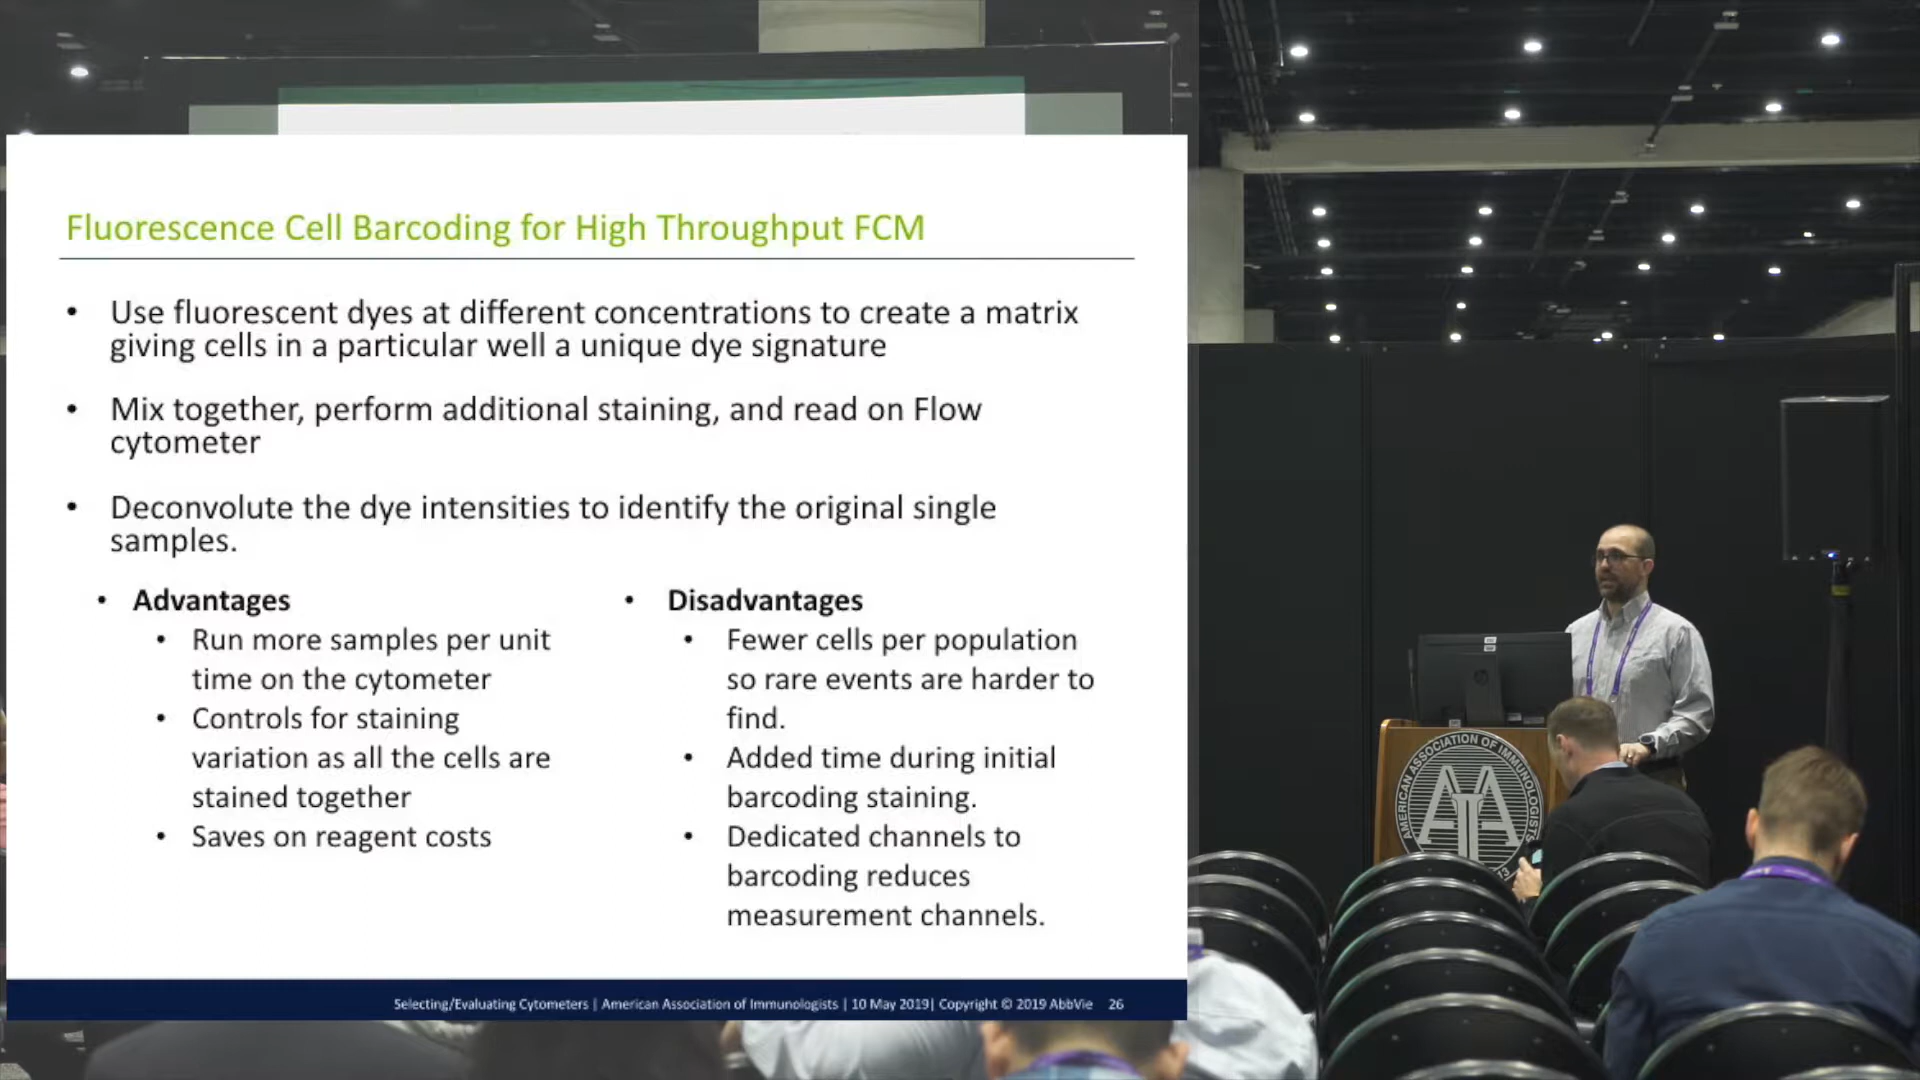 Fluorescence Cell Barcoding for High Throughput FCM
• Use fluorescent dyes at different concentrations to create a matrix
giving cells in a particular well a unique dye signature
• Mix together, perform additional staining, and read on Flow
cytometer
• Deconvolute the dye intensities to identify the original single
samples.
• Advantages
• Run more samples per unit
time on the cytometer
• Controls for staining
variation as all the cells are
stained together
• Saves on reagent costs
• Disadvantages
• Fewer cells per population
so rare events are harder to
find.
• Added time during initial
barcoding staining.
• Dedicated channels to
barcoding reduces
measurement channels.
Selecting/Evaluating Cytometers | American Association of Immunologists | 10 May 2019| Copyright © 2019 AbbVie 26
AMERICAN ASSOCIATION OF IMMUNOLOGISTS
AAI